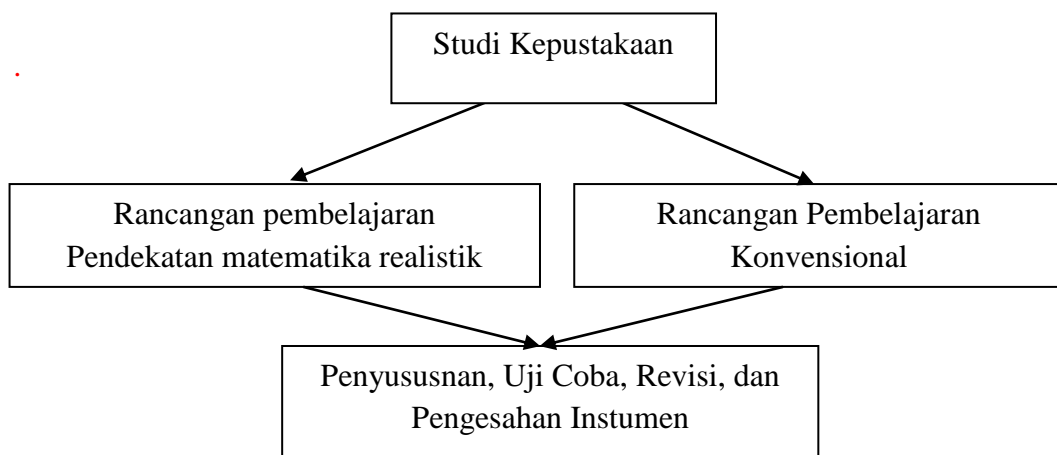 Studi Kepustakaan
Rancangan pembelajaran
Pendekatan matematika realistik
Rancangan Pembelajaran
Konvensional
Penyususnan, Uji Coba, Revisi, dan
Pengesahan Instumen